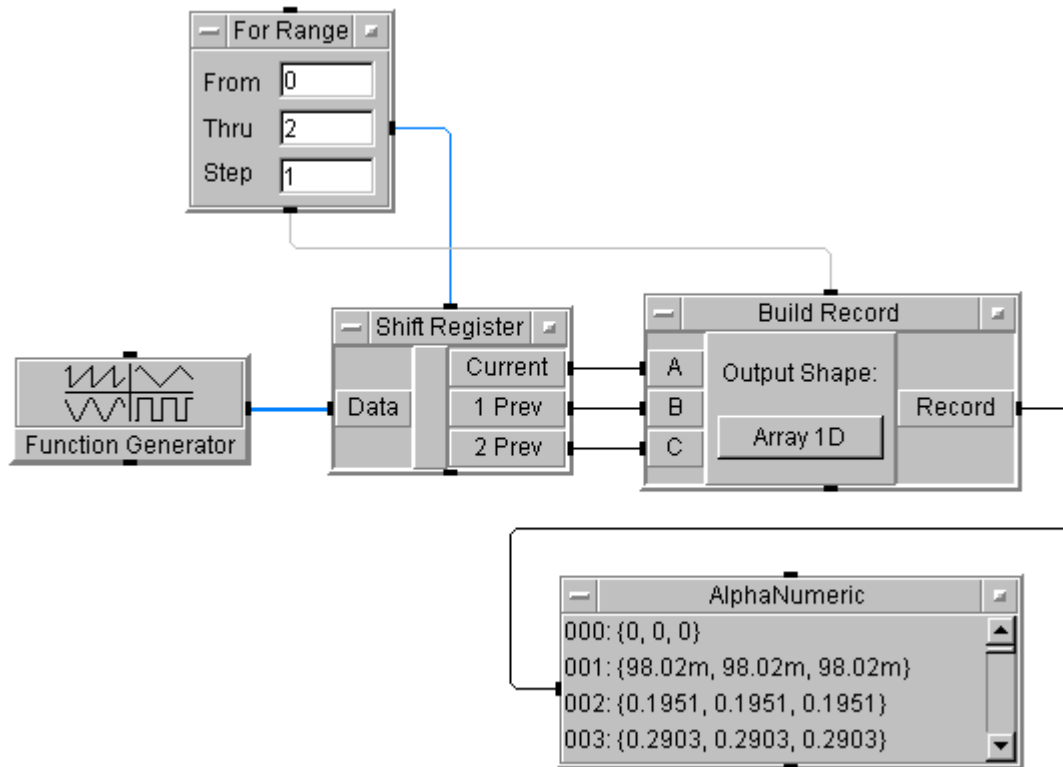 For Range
From 0
Thru 2
Step 1
Shift Register
Data
Current
1 Prev
2 Prev
Build Record
A
B
C
Output Shape:
Array 1D
Record
Function Generator
AlphaNumeric
000: {0, 0, 0}
001: {98.02m, 98.02m, 98.02m}
002: {0.1951, 0.1951, 0.1951}
003: {0.2903, 0.2903, 0.2903}